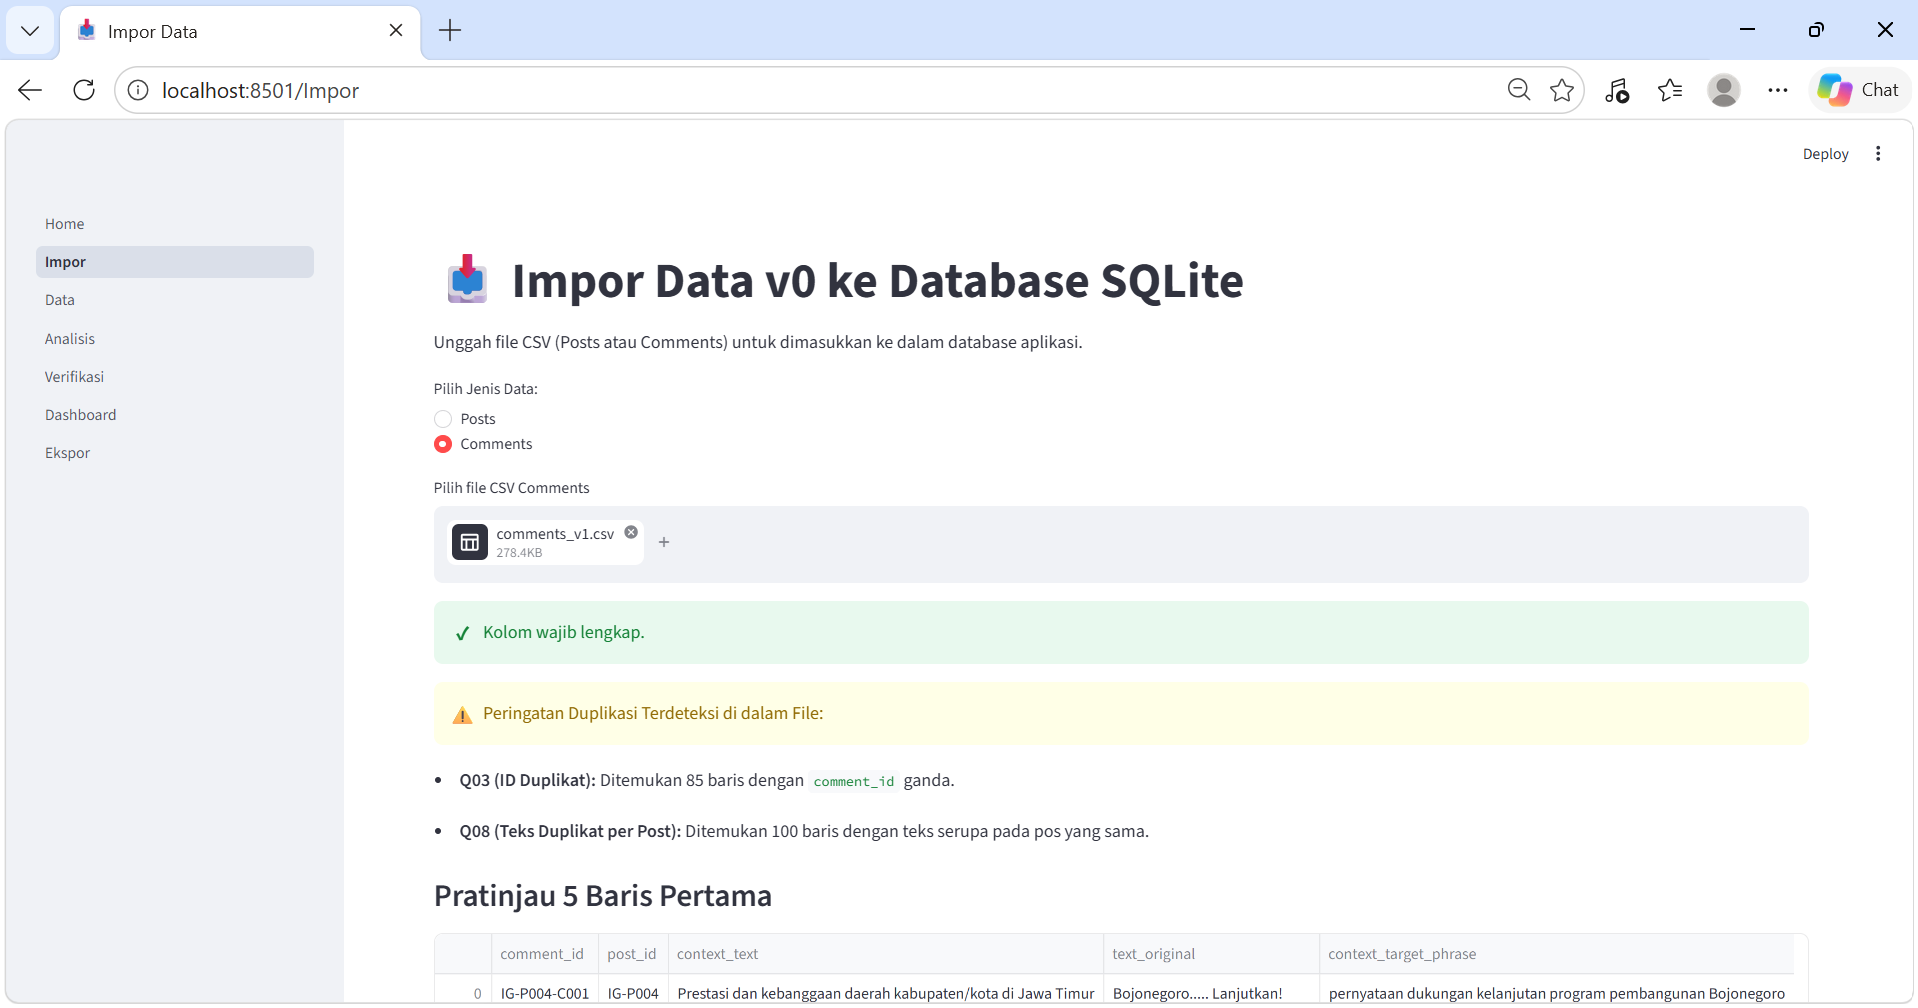 Impor Data
localhost:8501/Impor
Chat
Deploy
Home
Impor
Data
Analisis
Verifikasi
Dashboard
Ekspor
Impor Data v0 ke Database SQLite
Unggah file CSV (Posts atau Comments) untuk dimasukkan ke dalam database aplikasi.
Pilih Jenis Data:
Posts
Comments
Pilih file CSV Comments
comments_v1.csv
278.4KB
Kolom wajib lengkap.
Peringatan Duplikasi Terdeteksi di dalam File:
Q03 (ID Duplikat): Ditemukan 85 baris dengan comment_id ganda.
Q08 (Teks Duplikat per Post): Ditemukan 100 baris dengan teks serupa pada pos yang sama.
Pratinjau 5 Baris Pertama
comment_id post_id context_text text_original context_target_phrase
0 IG-P004-C001 IG-P004 Prestasi dan kebanggaan daerah kabupaten/kota di Jawa Timur Bojonegoro..... Lanjutkan! pernyataan dukungan kelanjutan program pembangunan Bojonegoro